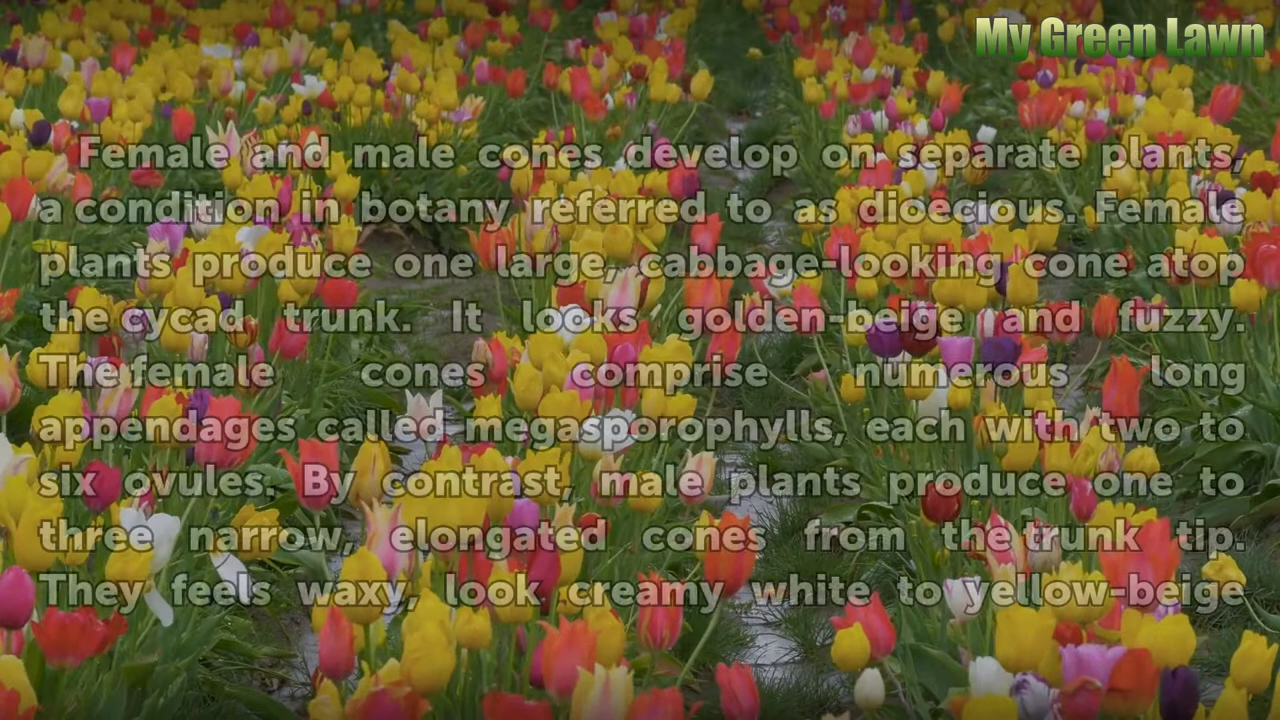 My Green Lawn
Female and male cones develop on separate plants,
a condition in botany referred to as dioecious. Female
plants produce one large, cabbage-looking cone atop
the cycad trunk. It looks golden-beige and fuzzy.
The female cones comprise numerous long
appendages called megasporophylls, each with two to
six ovules. By contrast, male plants produce one to
three narrow, elongated cones from the trunk tip.
They feels waxy, look creamy white to yellow-beige